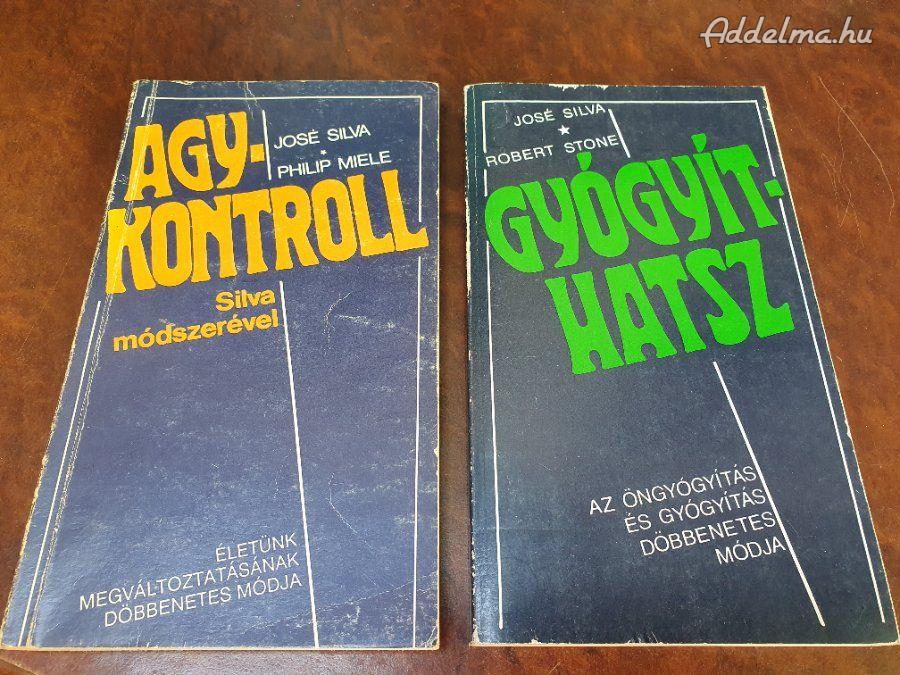 Addelma.hu
AGY-
KONTROLL
JOSÉ SILVA
★
PHILIP MIELE
Silva
módszerével
ÉLETÜNK
MEGVÁLTOZTATÁSÁNAK
DÖBBENETES MÓDJA
JOSÉ SILVA
★
ROBERT STONE
GYÓGYÍT-
HATSZ
AZ ÖNGYÓGYÍTÁS
ÉS GYÓGYÍTÁS
DÖBBENETES
MÓDJA